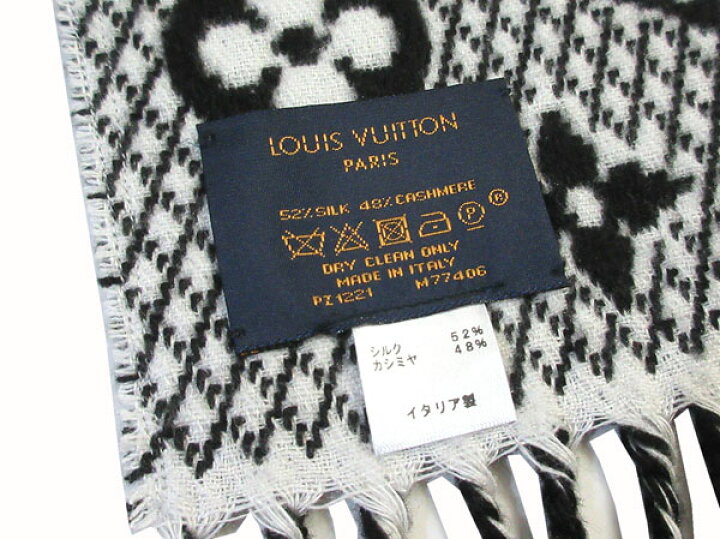 LOUIS VUITTON
PARIS
52%SILK 48%CASHMERE
P
R
DRY CLEAN ONLY
MADE IN ITALY
PI1221 M77406
シルク 52%
カシミヤ 48%
イタリア製